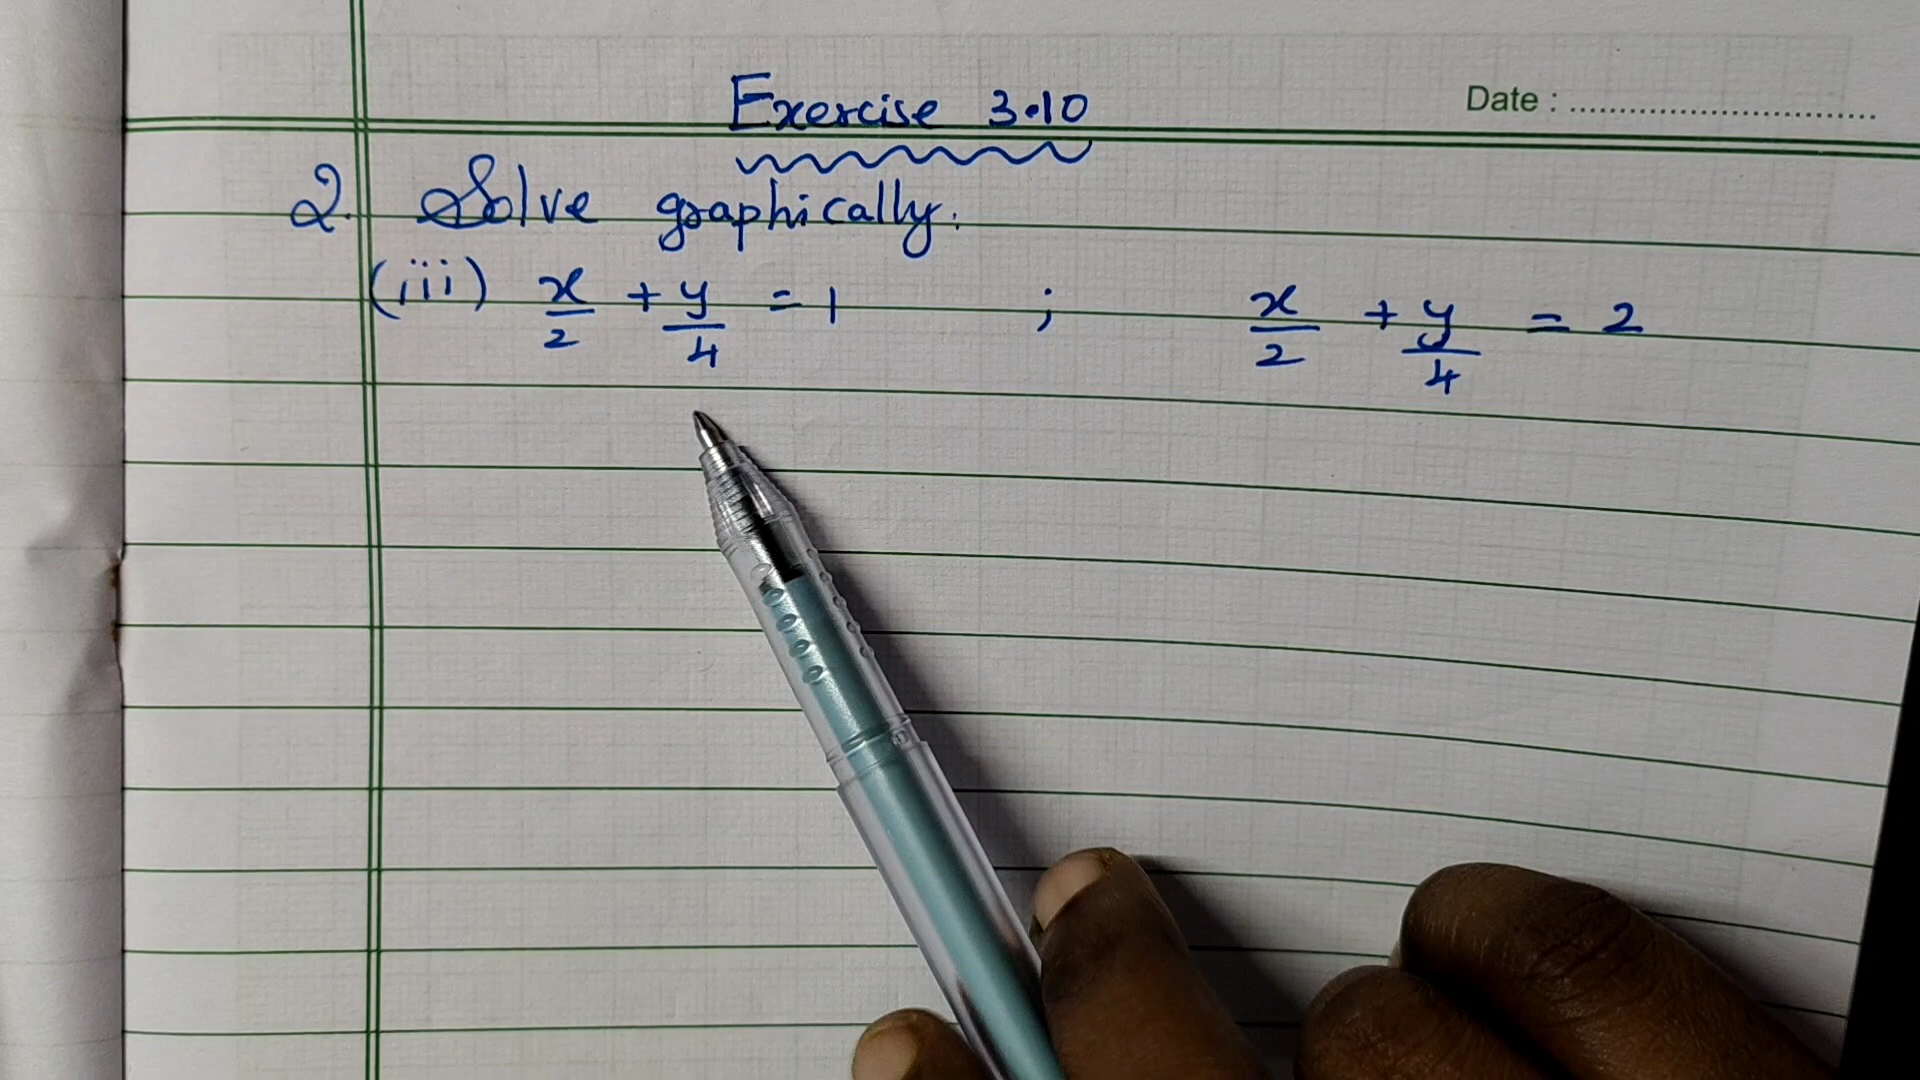 Exercise 3.10
Date : ........................................
2. Solve graphically.
(iii) x/2 + y/4 = 1 ; x/2 + y/4 = 2